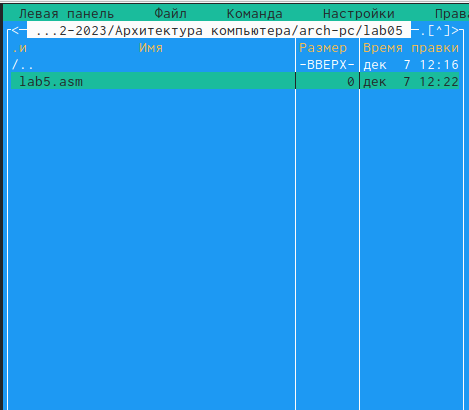 Левая панель Файл Команда Настройки Прав
<─ ...2-2023/Архитектура компьютера/arch-pc/lab05 ─.[^]>
.и Имя Размер Время правки
/.. -ВВЕРХ- дек 7 12:16
lab5.asm 0 дек 7 12:22